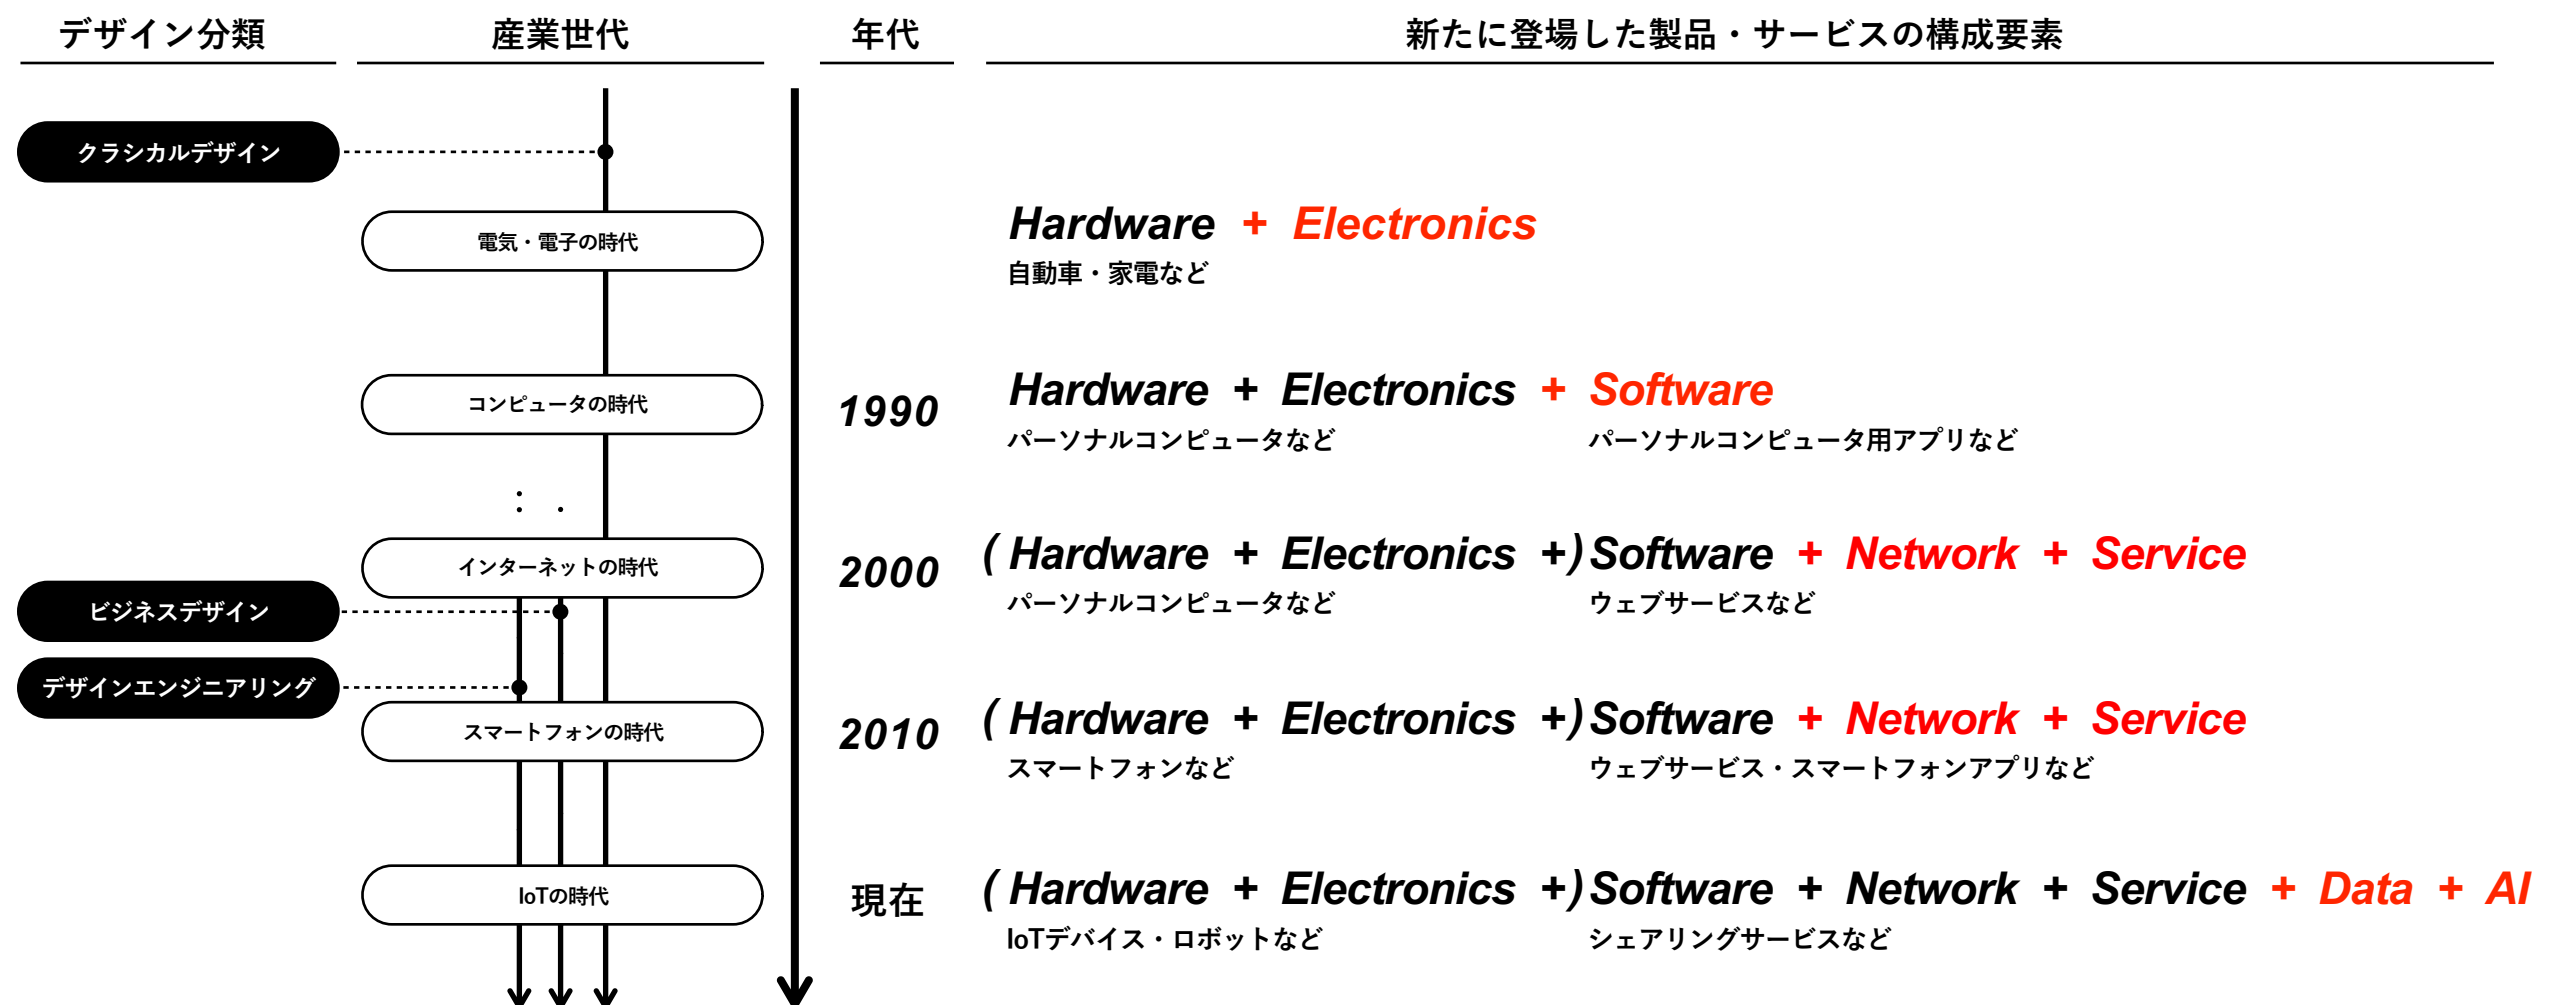 デザイン分類 産業世代 年代 新たに登場した製品・サービスの構成要素
クラシカルデザイン
電気・電子の時代
Hardware + Electronics
自動車・家電など
コンピュータの時代
1990
Hardware + Electronics + Software
パーソナルコンピュータなど パーソナルコンピュータ用アプリなど
インターネットの時代
2000
( Hardware + Electronics +) Software + Network + Service
パーソナルコンピュータなど ウェブサービスなど
ビジネスデザイン
デザインエンジニアリング
スマートフォンの時代
2010
( Hardware + Electronics +) Software + Network + Service
スマートフォンなど ウェブサービス・スマートフォンアプリなど
IoTの時代
現在
( Hardware + Electronics +) Software + Network + Service + Data + AI
IoTデバイス・ロボットなど シェアリングサービスなど